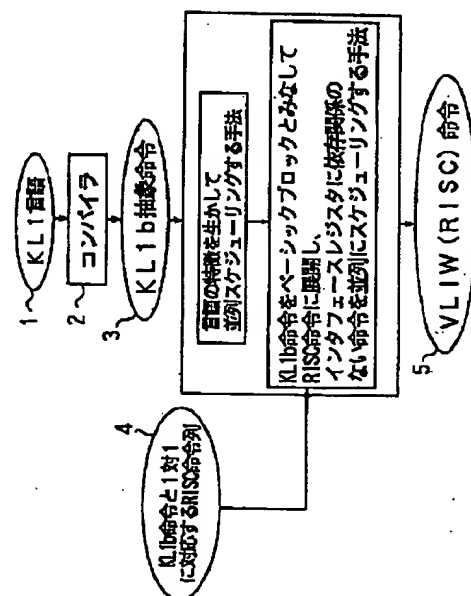 1
KL1言語
2
コンパイラ
3
KL1b抽象命令
言語の特徴を生かして
並列スケジューリングする手法
4
KL1b命令と1対1
に対応するRISC命令列
KL1b命令をベーシックブロックとみなして
RISC命令に展開し、
インタフェースレジスタに依存関係の
ない命令を並列にスケジューリングする手法
5
VLIW(RISC)命令